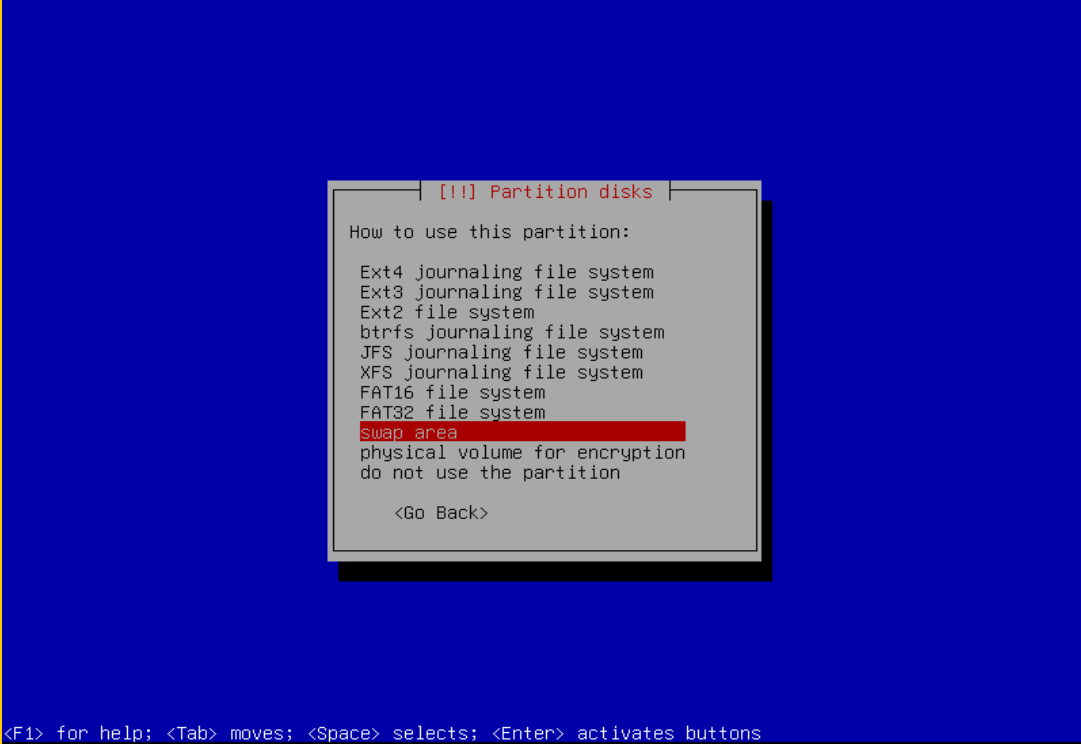 [!!] Partition disks
How to use this partition:
Ext4 journaling file system
Ext3 journaling file system
Ext2 file system
btrfs journaling file system
JFS journaling file system
XFS journaling file system
FAT16 file system
FAT32 file system
swap area
physical volume for encryption
do not use the partition
<Go Back>
<F1> for help; <Tab> moves; <Space> selects; <Enter> activates buttons